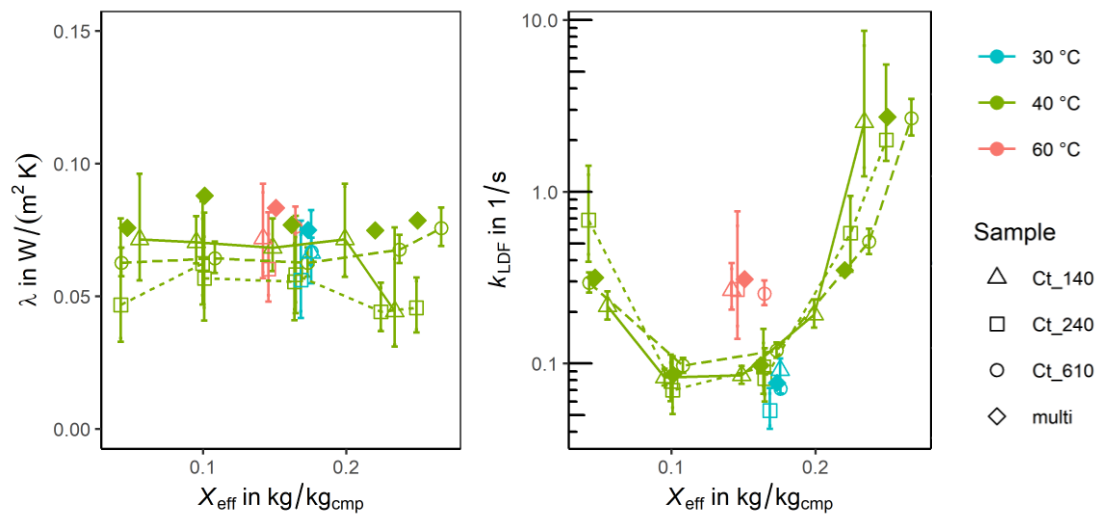 0.15
0.10
0.05
0.00
λ in W/(m² K)
0.1 0.2
X_eff in kg/kg_cmp
10.0
1.0
0.1
k_LDF in 1/s
0.1 0.2
X_eff in kg/kg_cmp
30 °C
40 °C
60 °C
Sample
Ct_140
Ct_240
Ct_610
multi